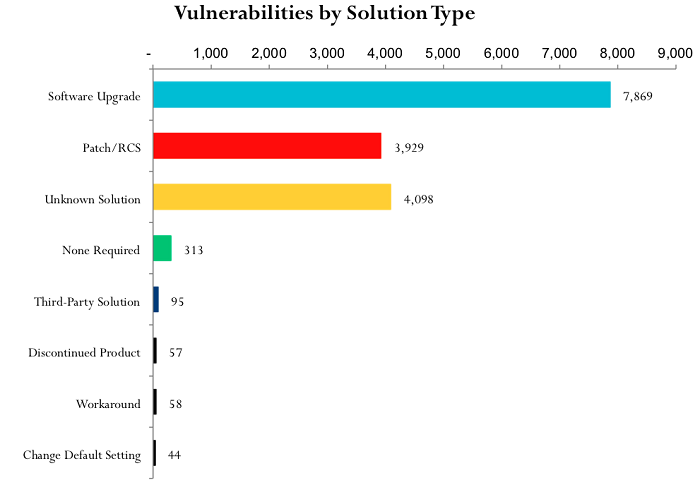 Vulnerabilities by Solution Type
- 1,000 2,000 3,000 4,000 5,000 6,000 7,000 8,000 9,000
Software Upgrade 7,869
Patch/RCS 3,929
Unknown Solution 4,098
None Required 313
Third-Party Solution 95
Discontinued Product 57
Workaround 58
Change Default Setting 44